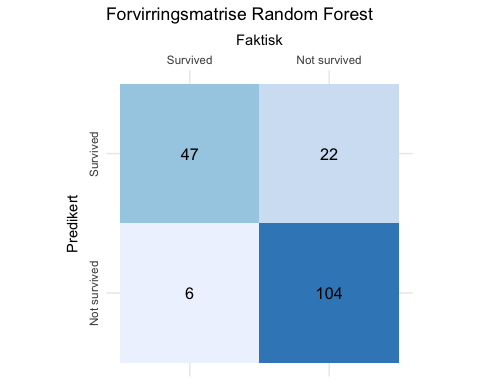 Forvirringsmatrise Random Forest
Faktisk
Survived Not survived
Predikert
Survived
47 22
Not survived
6 104